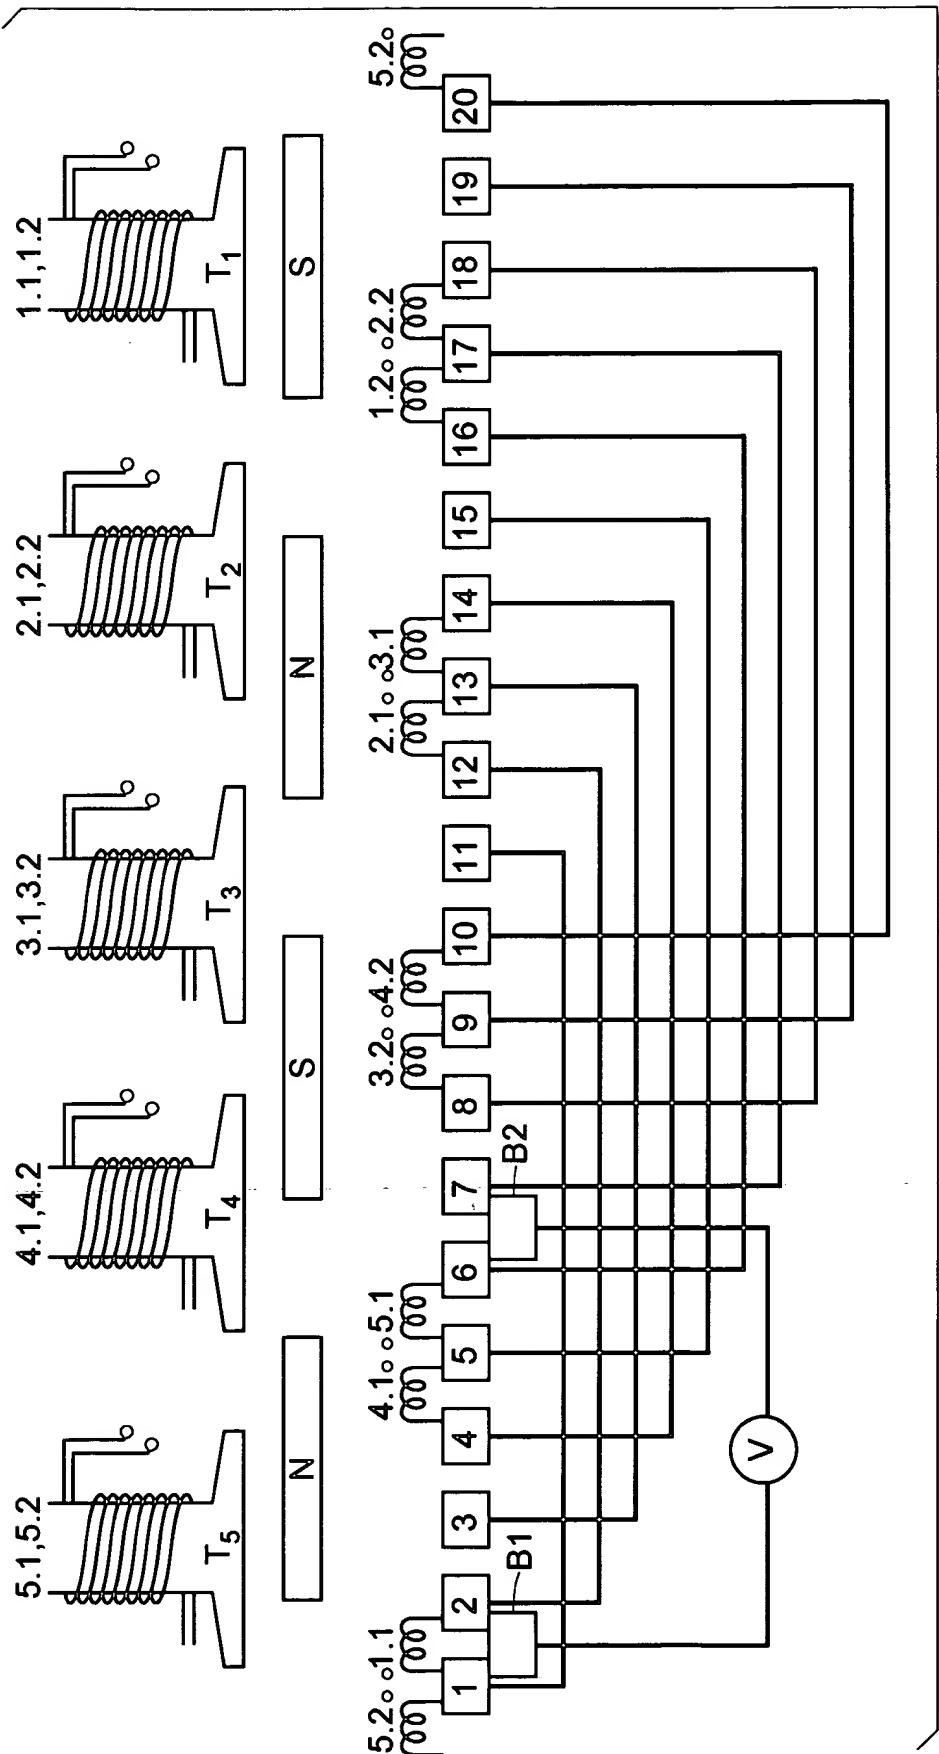 5.1,5.2 4.1,4.2 3.1,3.2 2.1,2.2 1.1,1.2
T5 T4 T3 T2 T1
N S N S
5.2 1.1 4.1 5.1 3.2 4.2 2.1 3.1 1.2 2.2 5.2
1 2 3 4 5 6 7 8 9 10 11 12 13 14 15 16 17 18 19 20
B1 B2
V